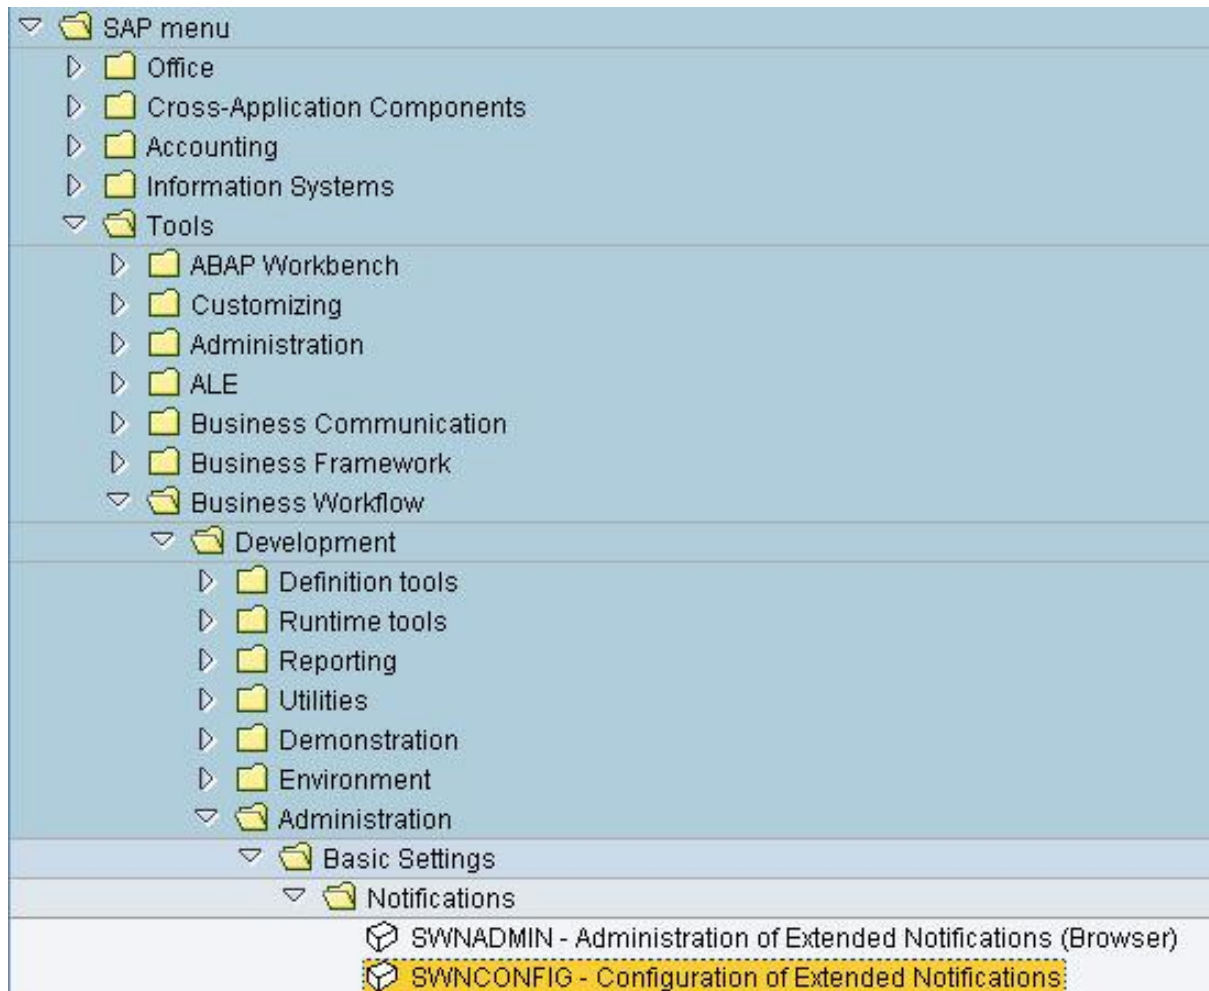 SAP menu
Office
Cross-Application Components
Accounting
Information Systems
Tools
ABAP Workbench
Customizing
Administration
ALE
Business Communication
Business Framework
Business Workflow
Development
Definition tools
Runtime tools
Reporting
Utilities
Demonstration
Environment
Administration
Basic Settings
Notifications
SWNADMIN - Administration of Extended Notifications (Browser)
SWNCONFIG - Configuration of Extended Notifications